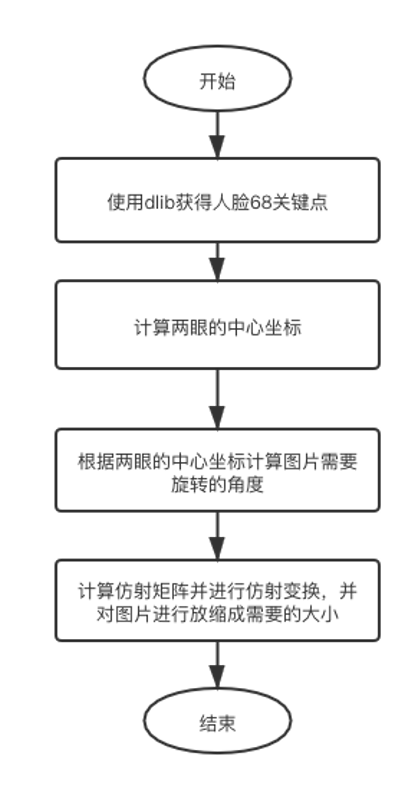 开始
使用dlib获得人脸68关键点
计算两眼的中心坐标
根据两眼的中心坐标计算图片需要
旋转的角度
计算仿射矩阵并进行仿射变换，并
对图片进行放缩成需要的大小
结束